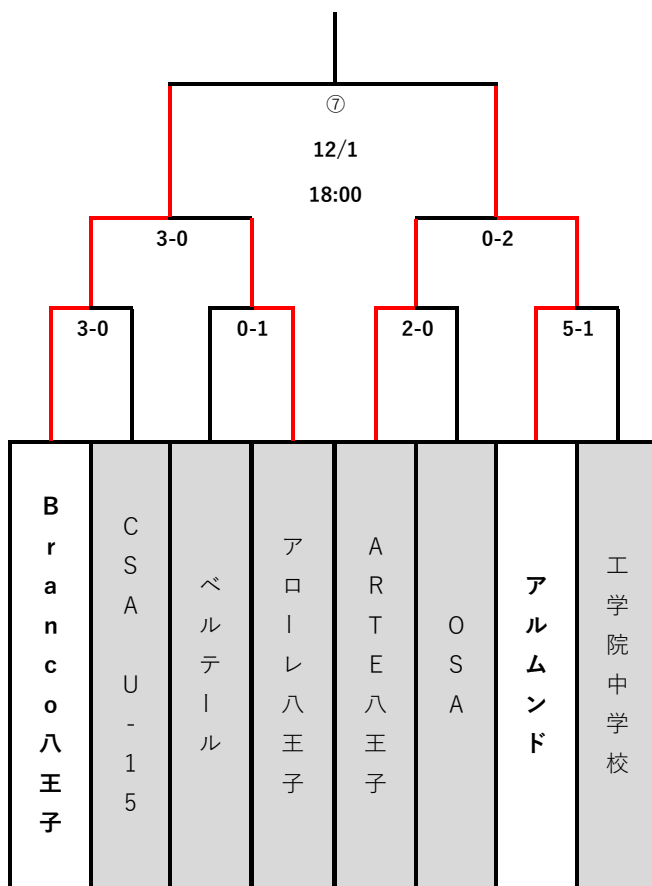 ⑦
12/1
18:00
3-0
0-2
3-0
0-1
2-0
5-1
Branco八王子
CSA U-15
ベルテール
アローレ八王子
ARTE八王子
OSA
アルムンド
工学院中学校